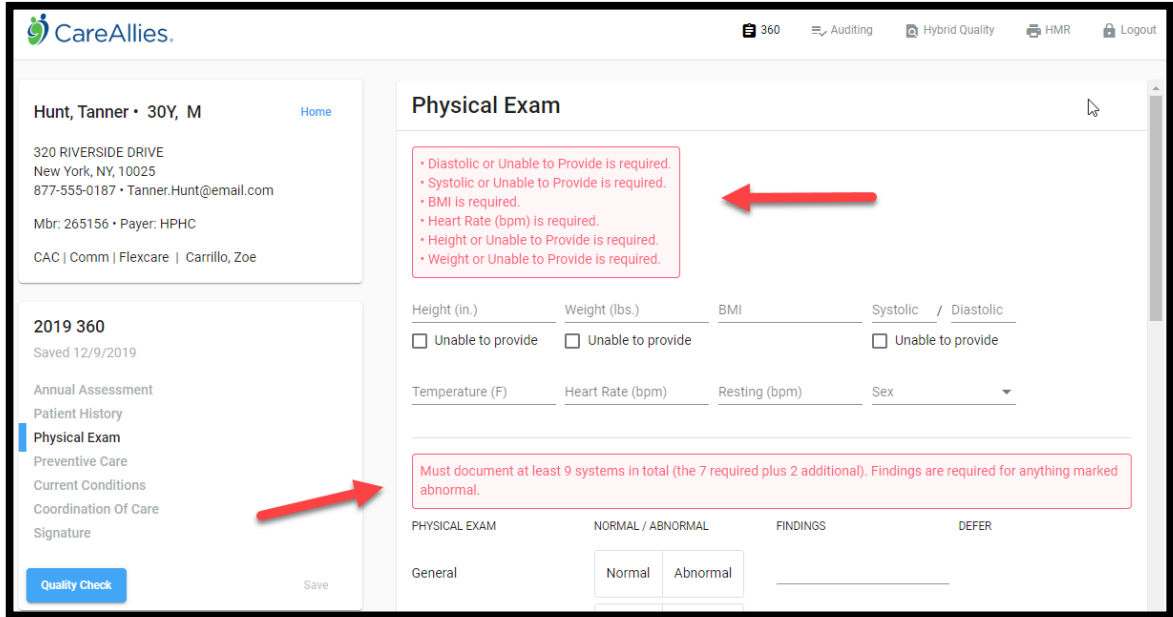 CareAllies.
360 Auditing Hybrid Quality HMR Logout
Hunt, Tanner • 30Y, M Home
320 RIVERSIDE DRIVE
New York, NY, 10025
877-555-0187 • Tanner.Hunt@email.com
Mbr: 265156 • Payer: HPHC
CAC | Comm | Flexcare | Carrillo, Zoe
2019 360
Saved 12/9/2019
Annual Assessment
Patient History
Physical Exam
Preventive Care
Current Conditions
Coordination Of Care
Signature
Quality Check Save
Physical Exam
• Diastolic or Unable to Provide is required.
• Systolic or Unable to Provide is required.
• BMI is required.
• Heart Rate (bpm) is required.
• Height or Unable to Provide is required.
• Weight or Unable to Provide is required.
Height (in.) Weight (lbs.) BMI Systolic / Diastolic
Unable to provide Unable to provide Unable to provide
Temperature (F) Heart Rate (bpm) Resting (bpm) Sex
Must document at least 9 systems in total (the 7 required plus 2 additional). Findings are required for anything marked
abnormal.
PHYSICAL EXAM NORMAL / ABNORMAL FINDINGS DEFER
General Normal Abnormal